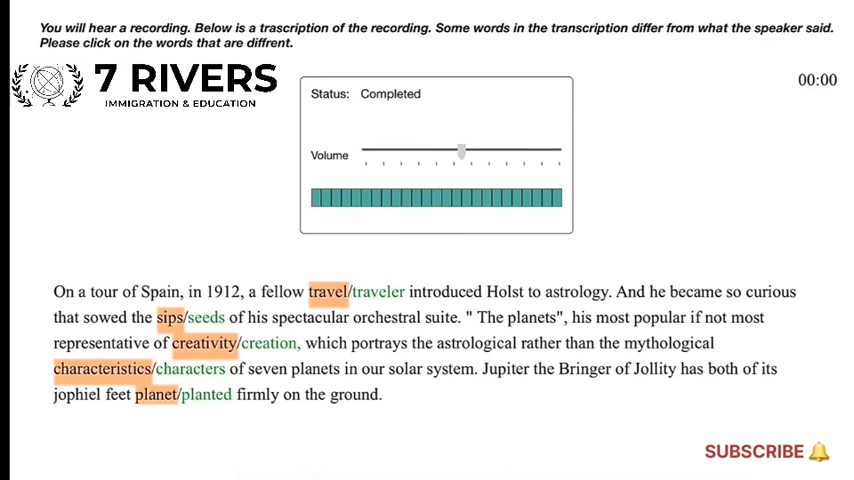 You will hear a recording. Below is a trascription of the recording. Some words in the transcription differ from what the speaker said.
Please click on the words that are diffrent.
7 RIVERS
IMMIGRATION & EDUCATION
00:00
Status: Completed
Volume
On a tour of Spain, in 1912, a fellow travel/traveler introduced Holst to astrology. And he became so curious
that sowed the sips/seeds of his spectacular orchestral suite. " The planets", his most popular if not most
representative of creativity/creation, which portrays the astrological rather than the mythological
characteristics/characters of seven planets in our solar system. Jupiter the Bringer of Jollity has both of its
jophiel feet planet/planted firmly on the ground.
SUBSCRIBE